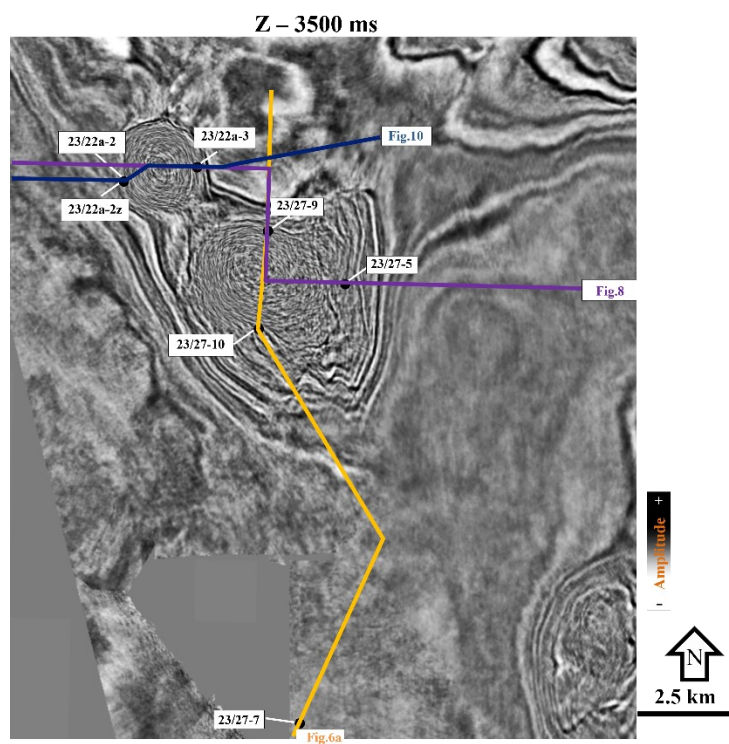 Z – 3500 ms
23/22a-2
23/22a-3
Fig.10
23/22a-2z
23/27-9
23/27-5
Fig.8
23/27-10
+
Amplitude
-
N
2.5 km
23/27-7
Fig.6a